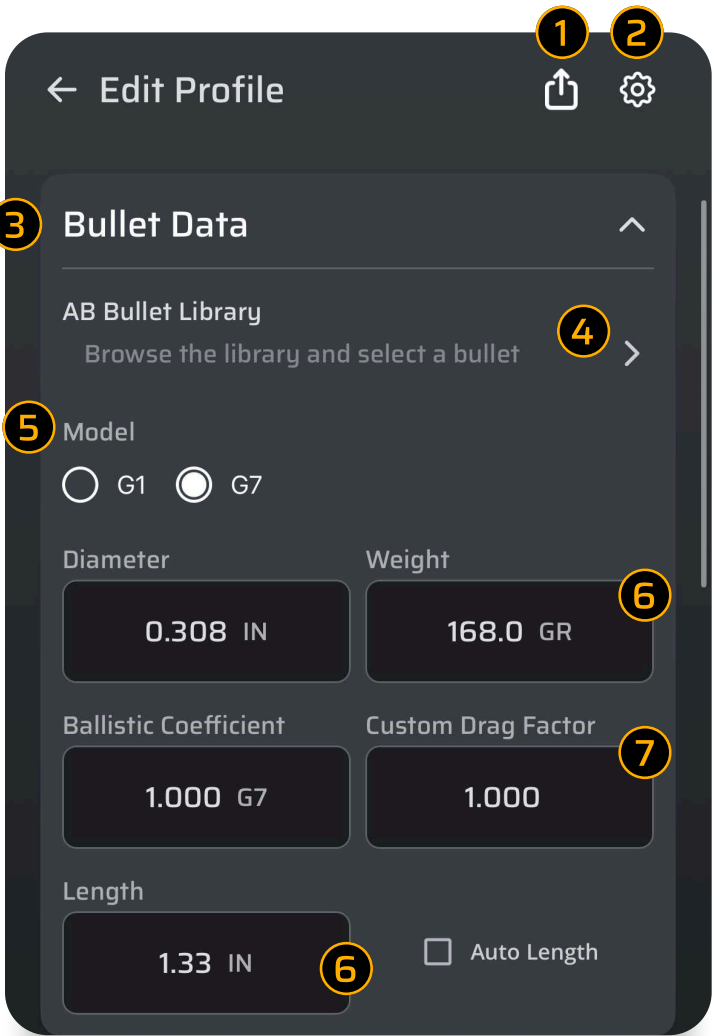 1 2
Edit Profile
3 Bullet Data
AB Bullet Library
4
Browse the library and select a bullet
5 Model
G1 G7
Diameter Weight
6
0.308 IN 168.0 GR
Ballistic Coefficient Custom Drag Factor
7
1.000 G7 1.000
Length
1.33 IN 6 Auto Length